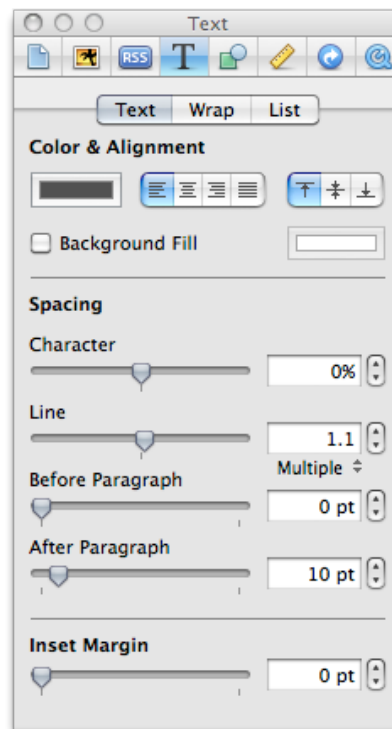 Text
RSS T
Text Wrap List
Color & Alignment
Background Fill
Spacing
Character
0%
Line
1.1
Multiple
Before Paragraph
0 pt
After Paragraph
10 pt
Inset Margin
0 pt